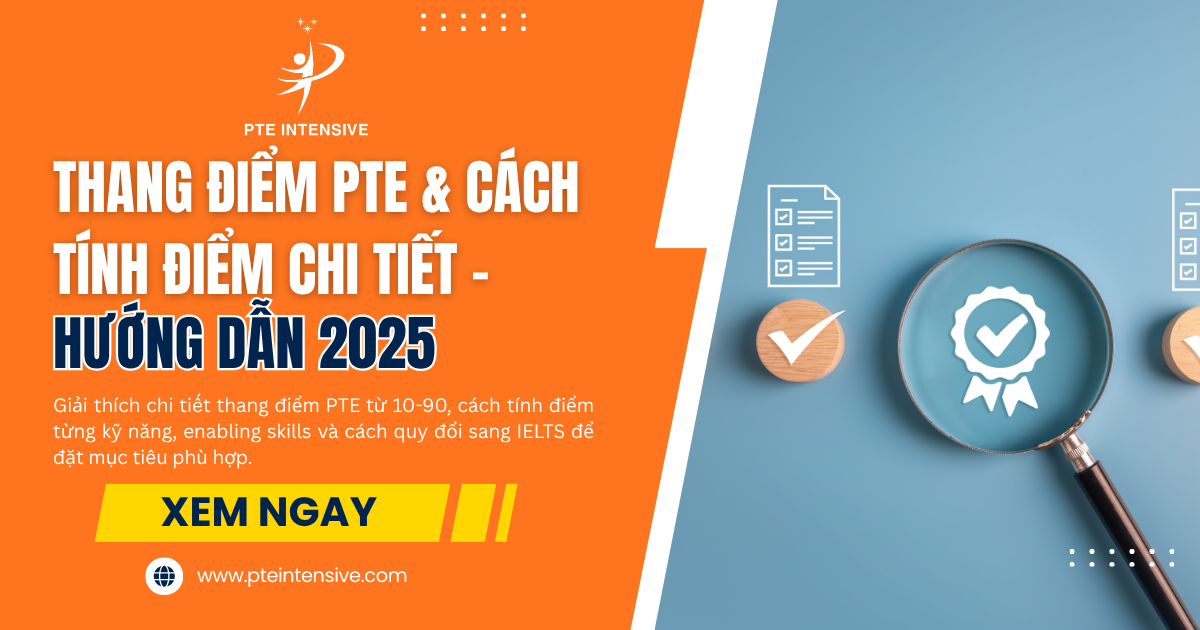 PTE INTENSIVE
THANG ĐIỂM PTE & CÁCH
TÍNH ĐIỂM CHI TIẾT -
HƯỚNG DẪN 2025
Giải thích chi tiết thang điểm PTE từ 10-90, cách tính điểm
từng kỹ năng, enabling skills và cách quy đổi sang IELTS để
đặt mục tiêu phù hợp.
XEM NGAY
www.pteintensive.com